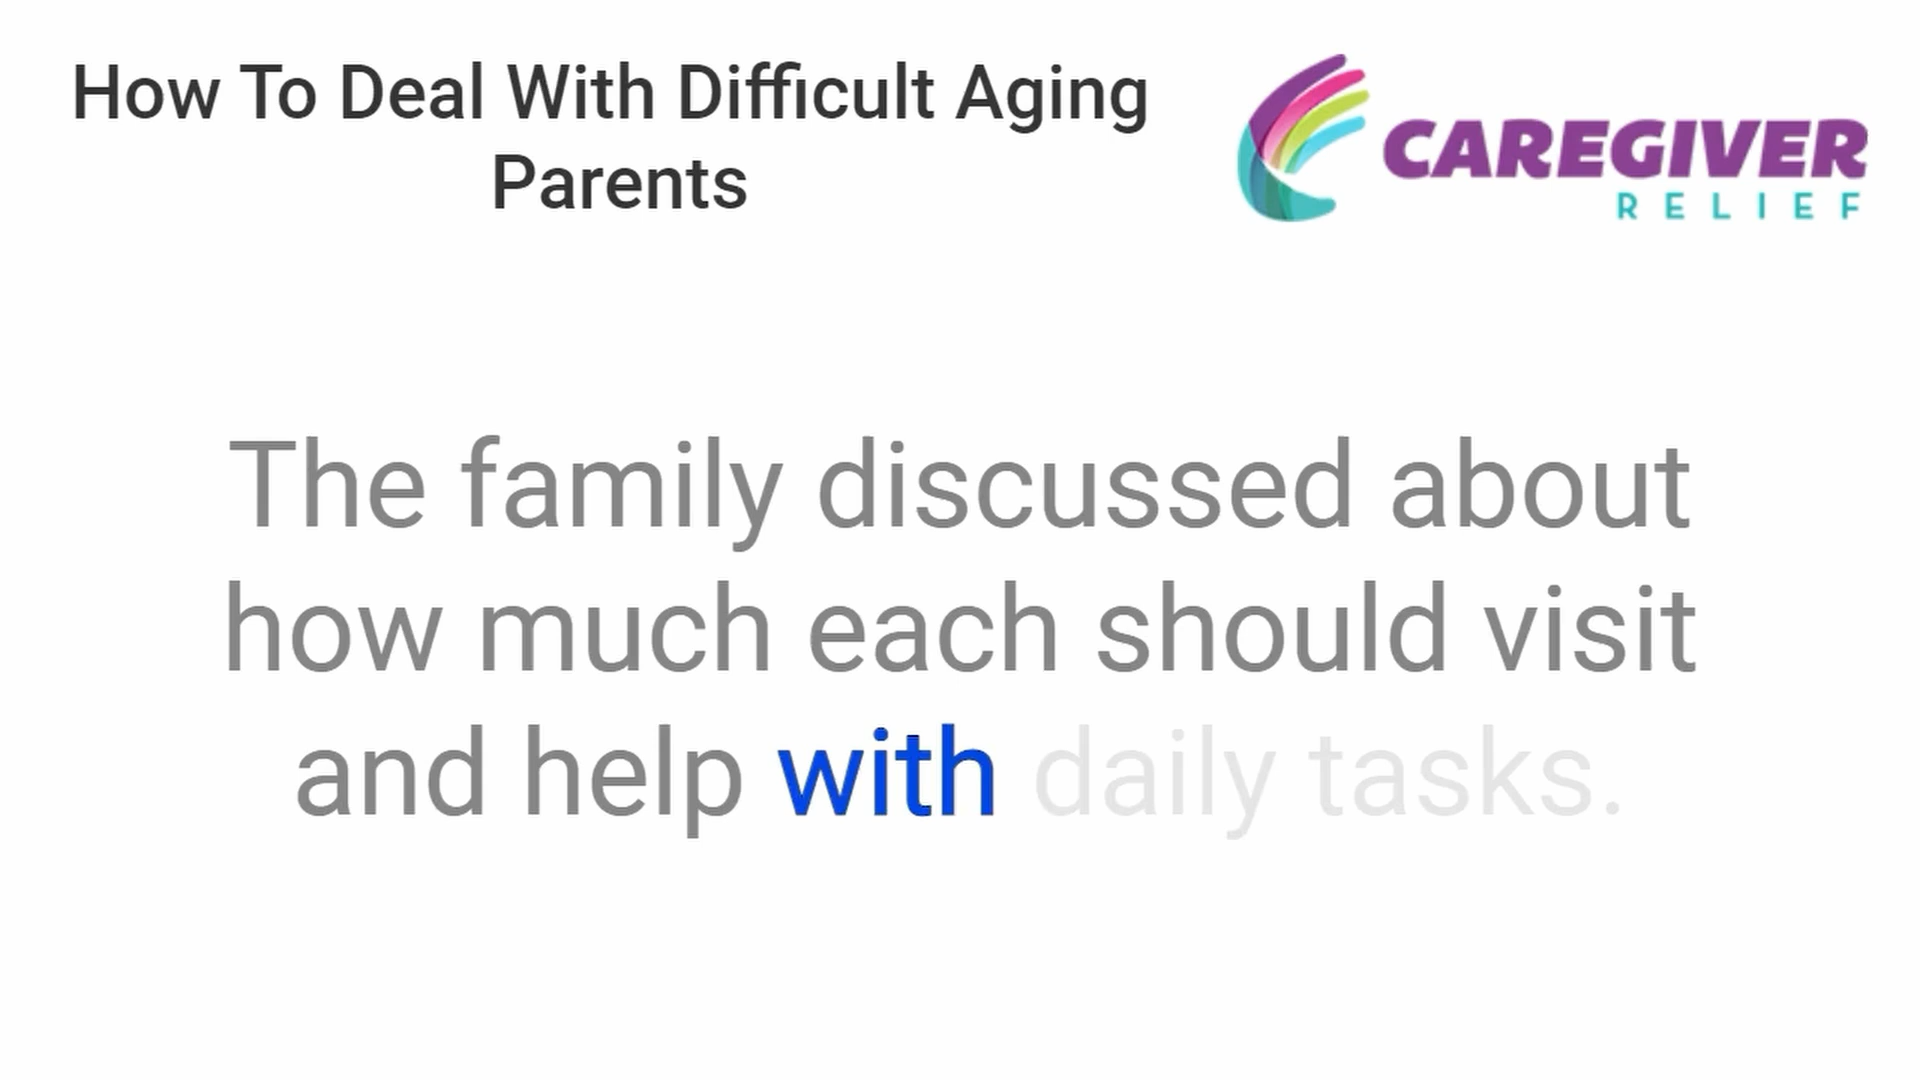 How To Deal With Difficult Aging
Parents
CAREGIVER
RELIEF
The family discussed about
how much each should visit
and help with daily tasks.